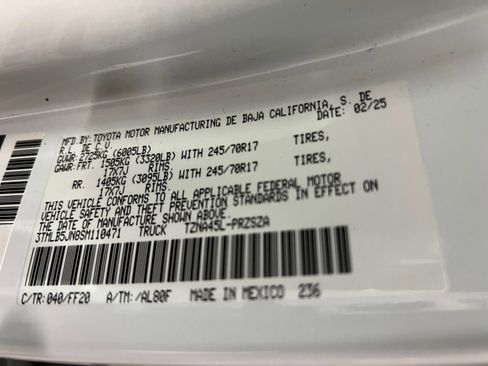 MFD.BY:TOYOTA MOTOR MANUFACTURING DE BAJA CALIFORNIA, S. DE
R.L. DE C.V. DATE: 02/25
GVWR: 2725KG (6005LB)
GAWR:FRT. 1505KG (3320LB) WITH 245/70R17 TIRES,
17X7J RIMS.
RR. 1405KG (3095LB) WITH 245/70R17 TIRES,
17X7J RIMS.
THIS VEHICLE CONFORMS TO ALL APPLICABLE FEDERAL MOTOR
VEHICLE SAFETY AND THEFT PREVENTION STANDARDS IN EFFECT ON
THE DATE OF MANUFACTURE SHOWN ABOVE.
3TMLB5JN0SM110471 TRUCK TZNA45L-PRZSZA
C/TR: 040/FF20 A/TM: /AL80F MADE IN MEXICO 236